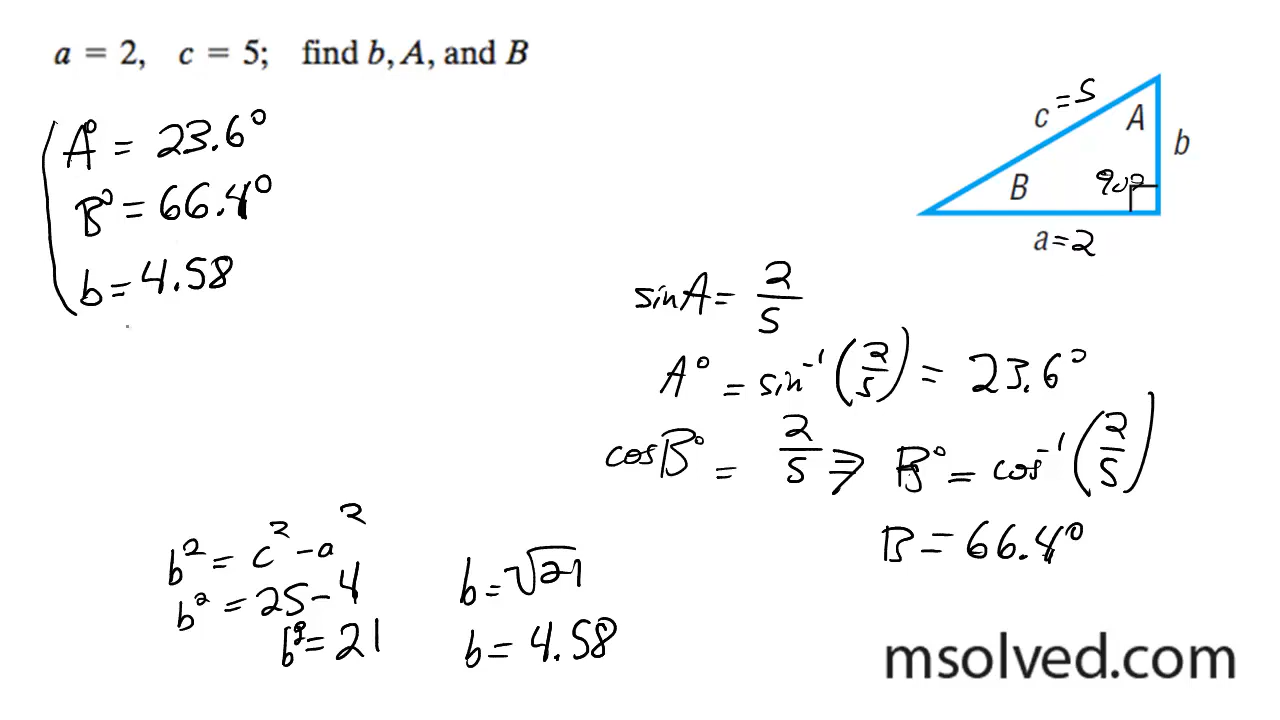 a = 2, c = 5; find b, A, and B
A° = 23.6°
B° = 66.4°
b = 4.58
c = 5
A
b
B
90°
a = 2
sin A = 2/5
A° = sin⁻¹(2/5) = 23.6°
cos B° = 2/5 ⇒ B° = cos⁻¹(2/5)
B = 66.4°
b² = c² - a²
b² = 25 - 4
b² = 21
b = √21
b = 4.58
msolved.com